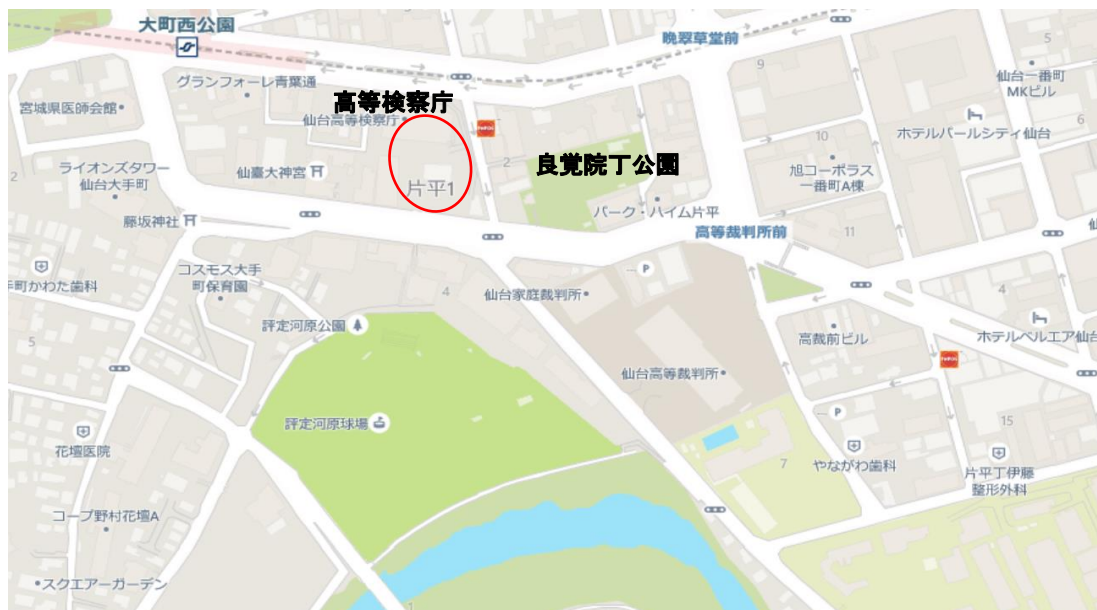 大町西公園
晩翠草堂前
5
仙台一番町
MKビル
グランフォーレ青葉通
9
宮城県医師会館
高等検察庁
仙台高等検察庁
ホテルパールシティ仙台
6
10
2
ライオンズタワー
仙台大手町
仙臺大神宮
片平1
2
良覚院丁公園
旭コーポラス
一番町A棟
藤坂神社
パーク・ハイム片平
高等裁判所前
11
仙
手町かわた歯科
コスモス大手
町保育園
4
仙台家庭裁判所
P
4
5
評定河原公園
高裁前ビル
ホテルベルエア仙台
仙台高等裁判所
評定河原球場
P
15
花壇医院
7
やながわ歯科
片平丁伊藤
整形外科
コープ野村花壇A
スクエアーガーデン
1